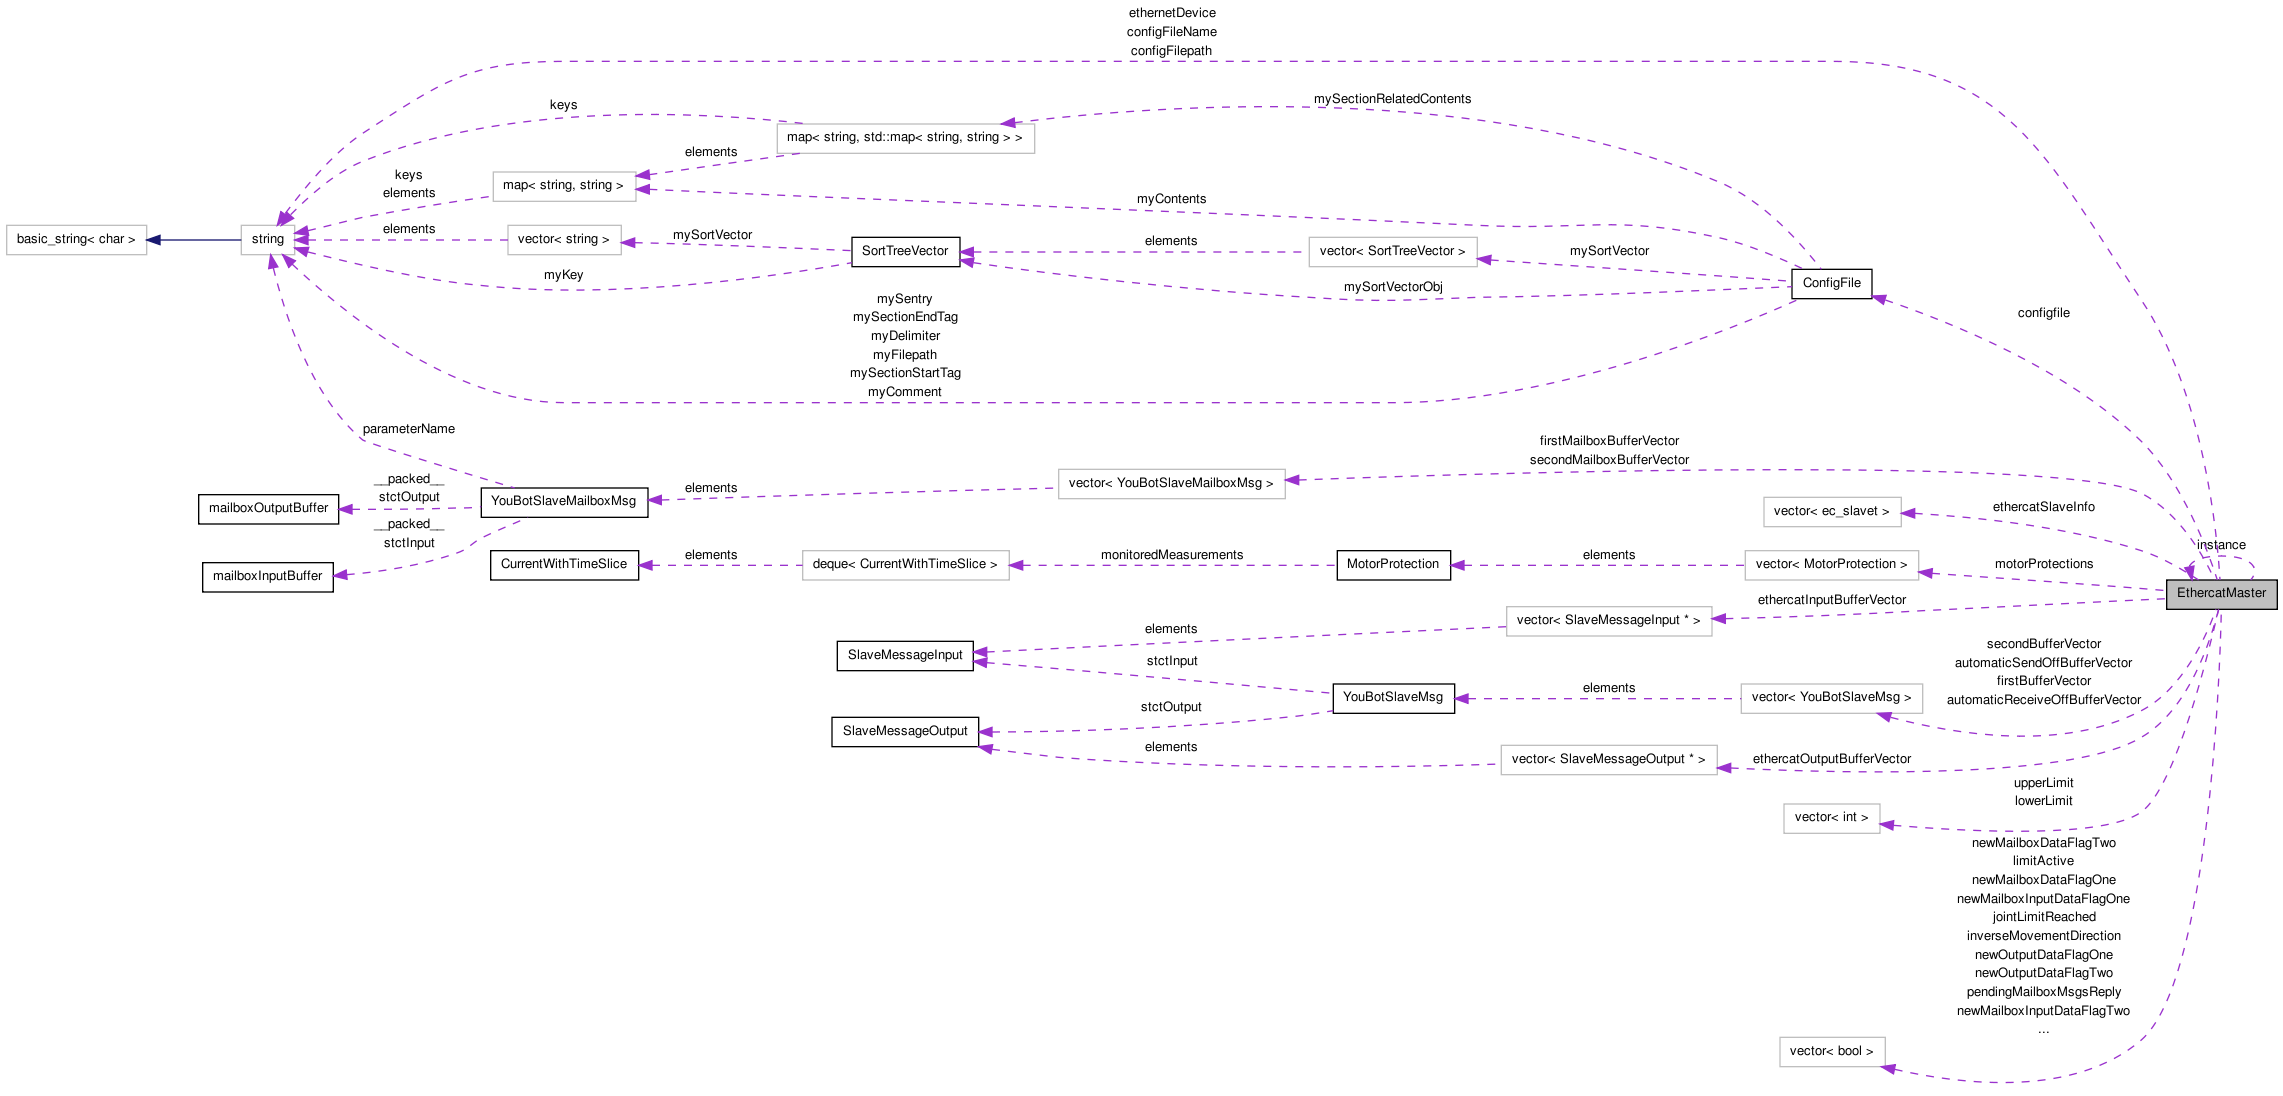 ethernetDevice
configFileName
configFilepath
keys
mySectionRelatedContents
map< string, std::map< string, string > >
elements
keys
elements
map< string, string >
myContents
basic_string< char >
string
elements
vector< string >
mySortVector
SortTreeVector
elements
vector< SortTreeVector >
mySortVector
myKey
mySortVectorObj
ConfigFile
mySentry
mySectionEndTag
myDelimiter
myFilepath
mySectionStartTag
myComment
configfile
parameterName
firstMailboxBufferVector
secondMailboxBufferVector
__packed__
stctOutput
mailboxOutputBuffer
YouBotSlaveMailboxMsg
elements
vector< YouBotSlaveMailboxMsg >
vector< ec_slavet >
ethercatSlaveInfo
__packed__
stctInput
mailboxInputBuffer
instance
CurrentWithTimeSlice
elements
deque< CurrentWithTimeSlice >
monitoredMeasurements
MotorProtection
elements
vector< MotorProtection >
motorProtections
EthercatMaster
ethercatInputBufferVector
vector< SlaveMessageInput * >
elements
SlaveMessageInput
stctInput
secondBufferVector
automaticSendOffBufferVector
firstBufferVector
automaticReceiveOffBufferVector
YouBotSlaveMsg
elements
vector< YouBotSlaveMsg >
stctOutput
SlaveMessageOutput
elements
vector< SlaveMessageOutput * >
ethercatOutputBufferVector
upperLimit
lowerLimit
vector< int >
newMailboxDataFlagTwo
limitActive
newMailboxDataFlagOne
newMailboxInputDataFlagOne
jointLimitReached
inverseMovementDirection
newOutputDataFlagOne
newOutputDataFlagTwo
pendingMailboxMsgsReply
newMailboxInputDataFlagTwo
...
vector< bool >